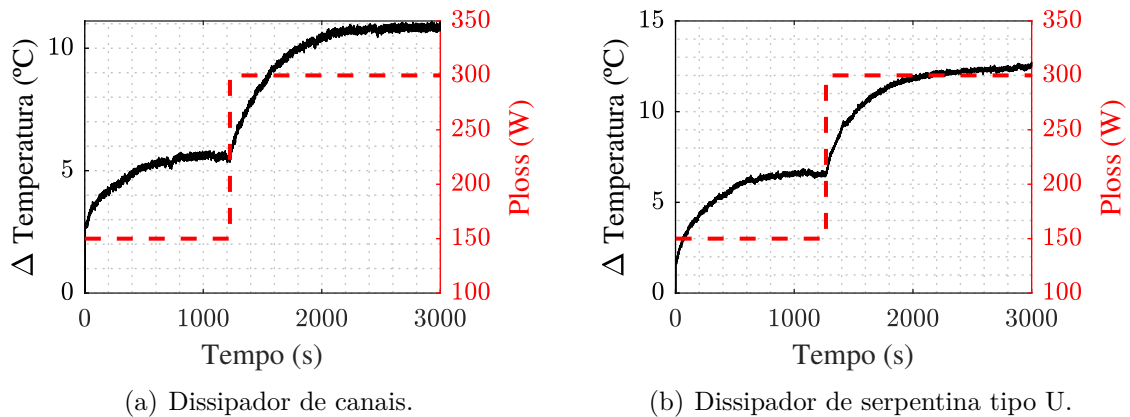 10
5
0
Δ Temperatura (ºC)
350
300
250
200
150
100
Ploss (W)
0 1000 2000 3000
Tempo (s)
(a) Dissipador de canais.
15
10
5
0
Δ Temperatura (ºC)
350
300
250
200
150
100
Ploss (W)
0 1000 2000 3000
Tempo (s)
(b) Dissipador de serpentina tipo U.